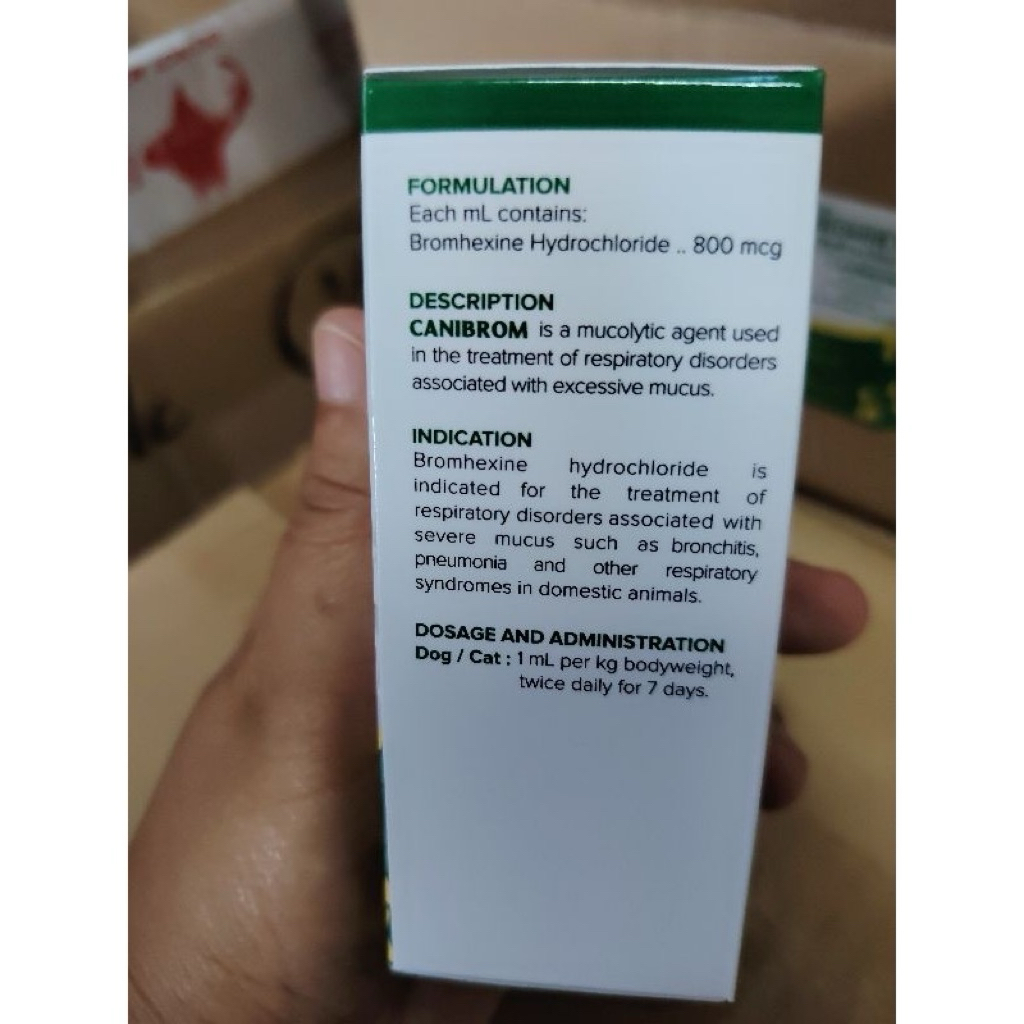 FORMULATION
Each mL contains:
Bromhexine Hydrochloride .. 800 mcg
DESCRIPTION
CANIBROM is a mucolytic agent used
in the treatment of respiratory disorders
associated with excessive mucus.
INDICATION
Bromhexine hydrochloride is
indicated for the treatment of
respiratory disorders associated with
severe mucus such as bronchitis,
pneumonia and other respiratory
syndromes in domestic animals.
DOSAGE AND ADMINISTRATION
Dog / Cat : 1 mL per kg bodyweight,
twice daily for 7 days.